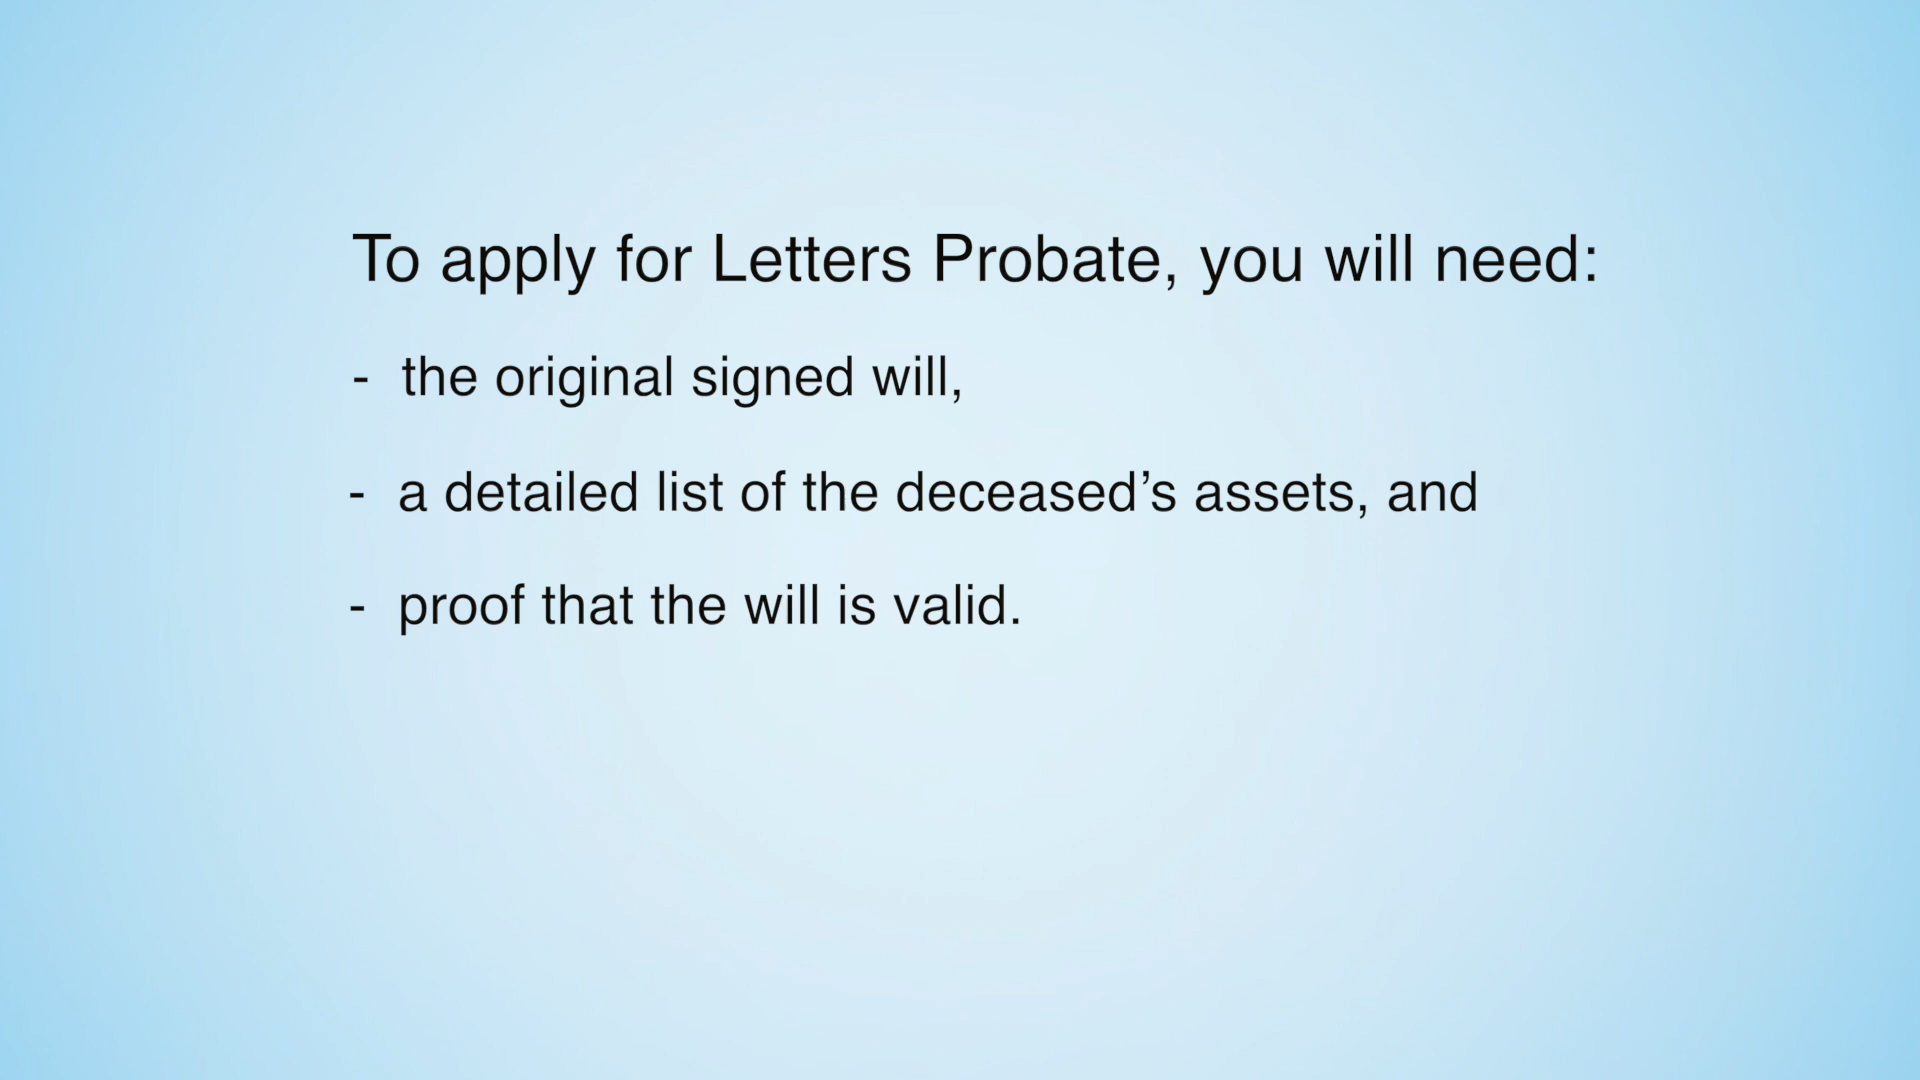 To apply for Letters Probate, you will need:
- the original signed will,
- a detailed list of the deceased’s assets, and
- proof that the will is valid.